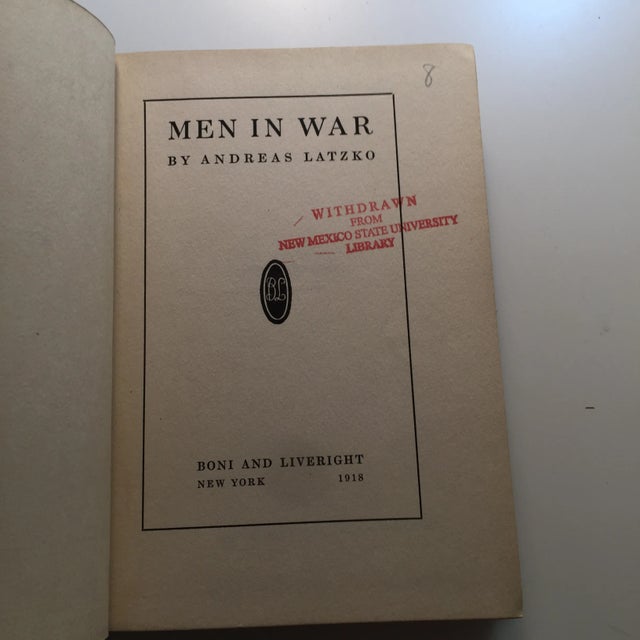 8
MEN IN WAR
BY ANDREAS LATZKO
WITHDRAWN
FROM
NEW MEXICO STATE UNIVERSITY
LIBRARY
BL
BONI AND LIVERIGHT
NEW YORK 1918